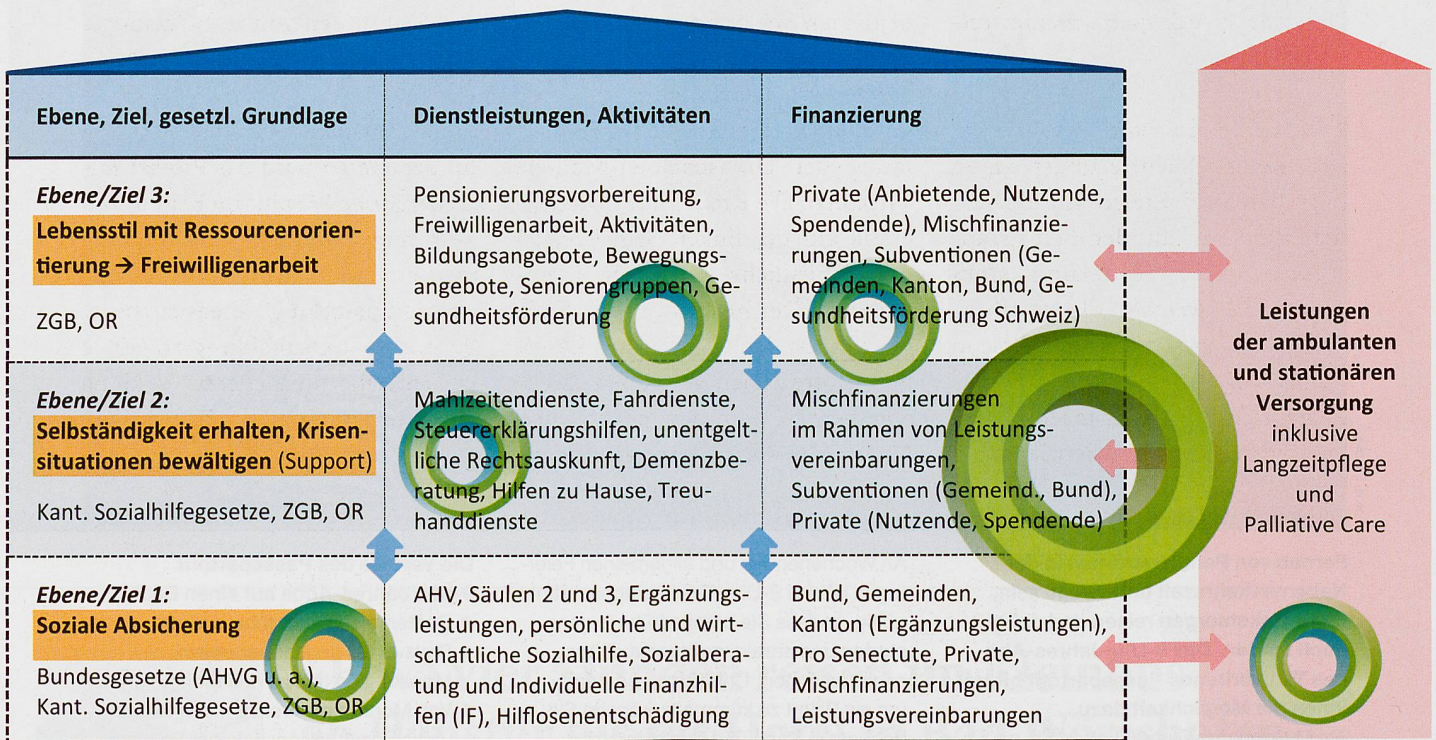 Ebene, Ziel, gesetzl. Grundlage
Dienstleistungen, Aktivitäten
Finanzierung
Ebene/Ziel 3:
Lebensstil mit Ressourcenorien-
tierung → Freiwilligenarbeit
ZGB, OR
Pensionierungsvorbereitung,
Freiwilligenarbeit, Aktivitäten,
Bildungsangebote, Bewegungs-
angebote, Seniorengruppen, Ge-
sundheitsförderung
Private (Anbietende, Nutzende,
Spendende), Mischfinanzie-
rungen, Subventionen (Ge-
meinden, Kanton, Bund, Ge-
sundheitsförderung Schweiz)
Ebene/Ziel 2:
Selbständigkeit erhalten, Krisen-
situationen bewältigen (Support)
Kant. Sozialhilfegesetze, ZGB, OR
Mahlzeitendienste, Fahrdienste,
Steuererklärungshilfen, unentgelt-
liche Rechtsauskunft, Demenzbe-
ratung, Hilfen zu Hause, Treu-
handdienste
Mischfinanzierungen
im Rahmen von Leistungs-
vereinbarungen,
Subventionen (Gemeind., Bund),
Private (Nutzende, Spendende)
Ebene/Ziel 1:
Soziale Absicherung
Bundesgesetze (AHVG u. a.),
Kant. Sozialhilfegesetze, ZGB, OR
AHV, Säulen 2 und 3, Ergänzungs-
leistungen, persönliche und wirt-
schaftliche Sozialhilfe, Sozialbera-
tung und Individuelle Finanzhil-
fen (IF), Hilflosenentschädigung
Bund, Gemeinden,
Kanton (Ergänzungsleistungen),
Pro Senectute, Private,
Mischfinanzierungen,
Leistungsvereinbarungen
Leistungen
der ambulanten
und stationären
Versorgung
inklusive
Langzeitpflege
und
Palliative Care